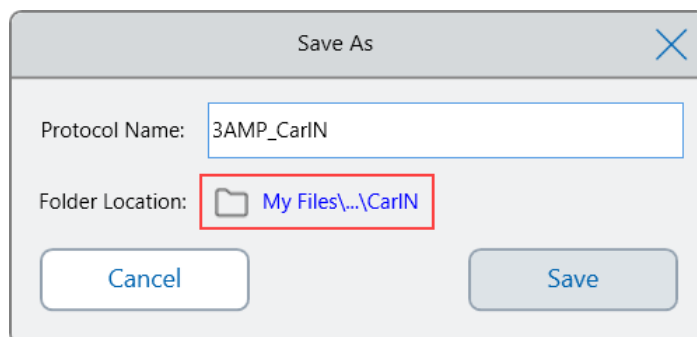 Save As
Protocol Name: 3AMP_CarIN
Folder Location: My Files\...\CarIN
Cancel Save